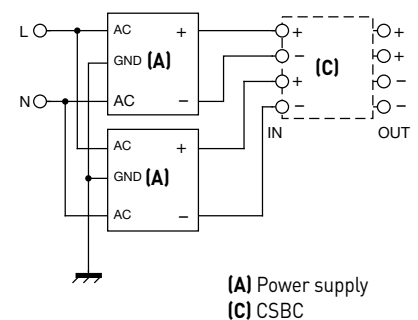 L
AC
+
GND
(A)
N
AC
−
AC
+
GND
(A)
AC
−
+
−
+
−
(C)
+
+
−
−
IN
OUT
(A) Power supply
(C) CSBC